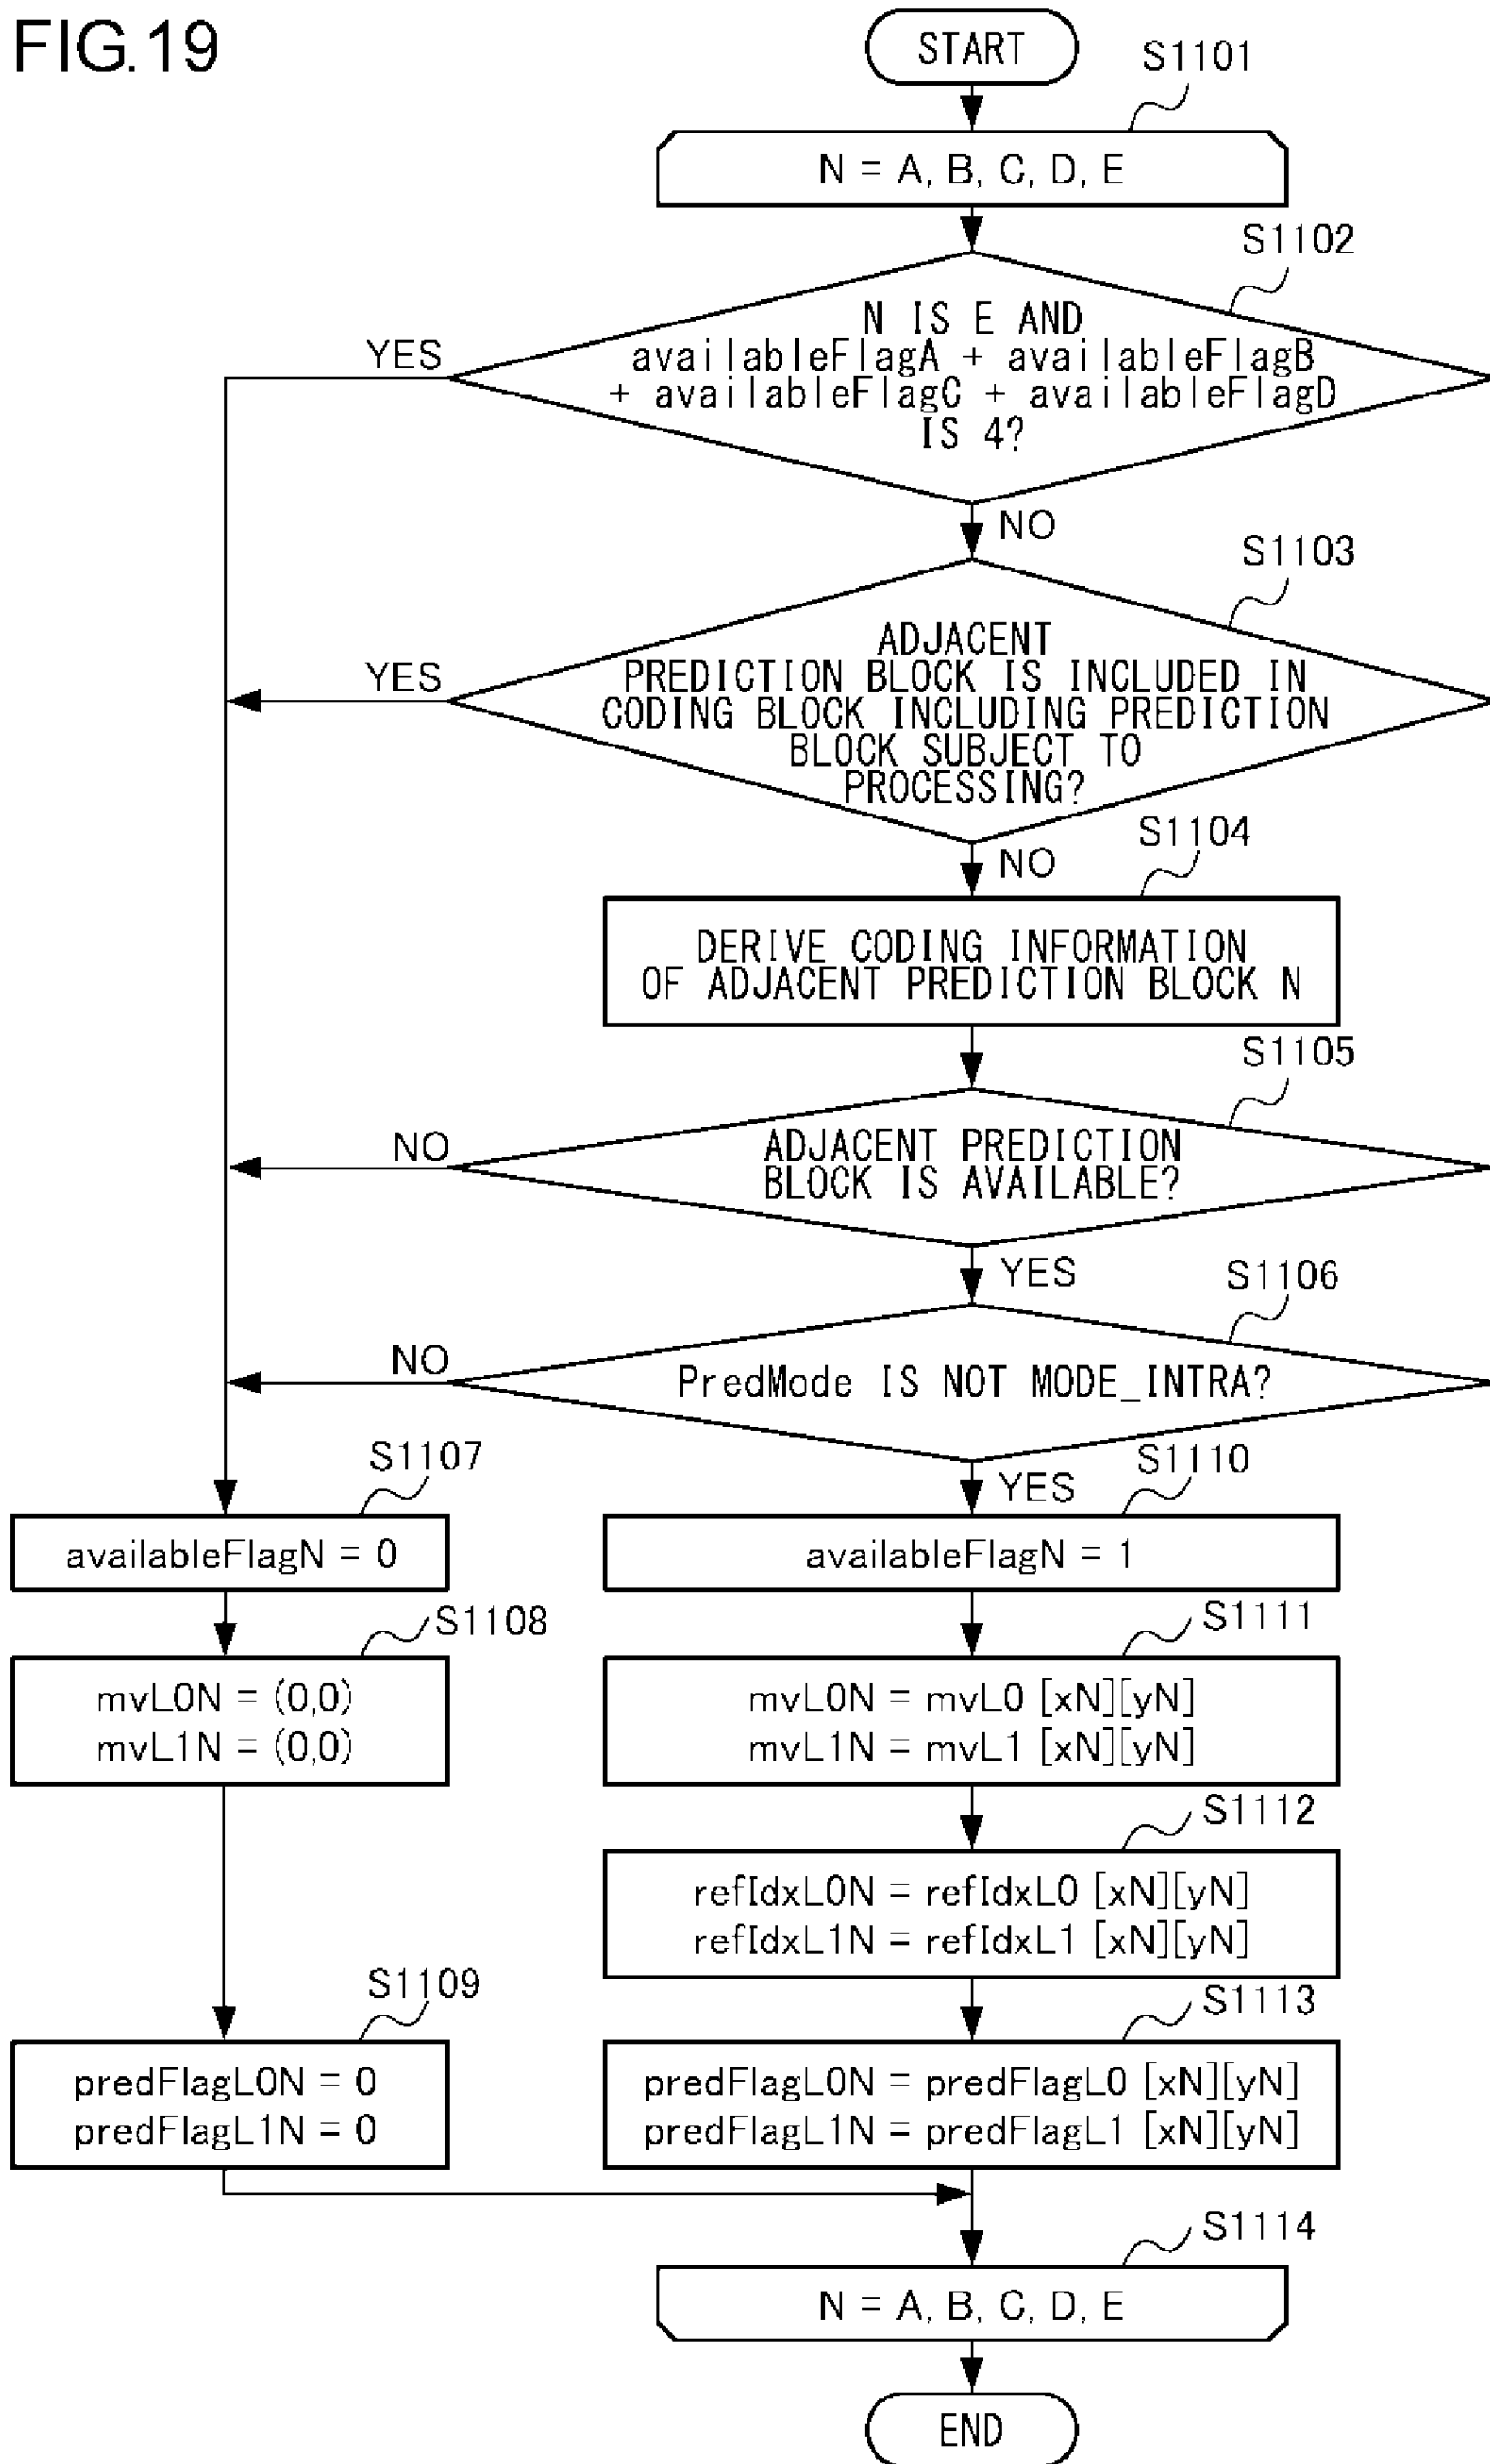 FIG.19
START
S1101
N = A, B, C, D, E
S1102
N IS E AND
availableFlagA + availableFlagB
+ availableFlagC + availableFlagD
IS 4?
YES
NO
S1103
ADJACENT
PREDICTION BLOCK IS INCLUDED IN
CODING BLOCK INCLUDING PREDICTION
BLOCK SUBJECT TO
PROCESSING?
YES
NO
S1104
DERIVE CODING INFORMATION
OF ADJACENT PREDICTION BLOCK N
S1105
ADJACENT PREDICTION
BLOCK IS AVAILABLE?
NO
YES
S1106
PredMode IS NOT MODE_INTRA?
NO
YES
S1107
availableFlagN = 0
S1110
availableFlagN = 1
S1108
mvL0N = (0,0)
mvL1N = (0,0)
S1111
mvL0N = mvL0 [xN][yN]
mvL1N = mvL1 [xN][yN]
S1112
refIdxL0N = refIdxL0 [xN][yN]
refIdxL1N = refIdxL1 [xN][yN]
S1109
predFlagL0N = 0
predFlagL1N = 0
S1113
predFlagL0N = predFlagL0 [xN][yN]
predFlagL1N = predFlagL1 [xN][yN]
S1114
N = A, B, C, D, E
END